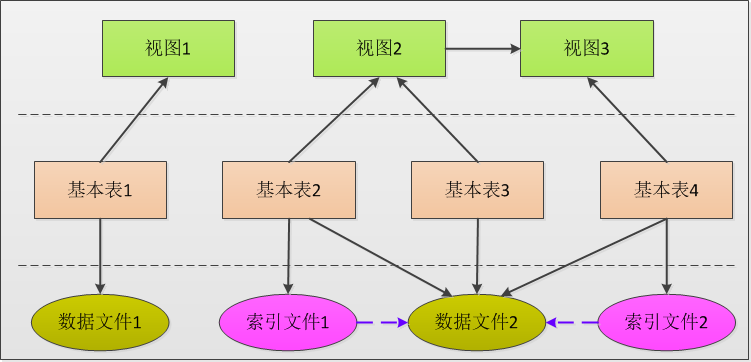 视图1
视图2
视图3
基本表1
基本表2
基本表3
基本表4
数据文件1
索引文件1
数据文件2
索引文件2